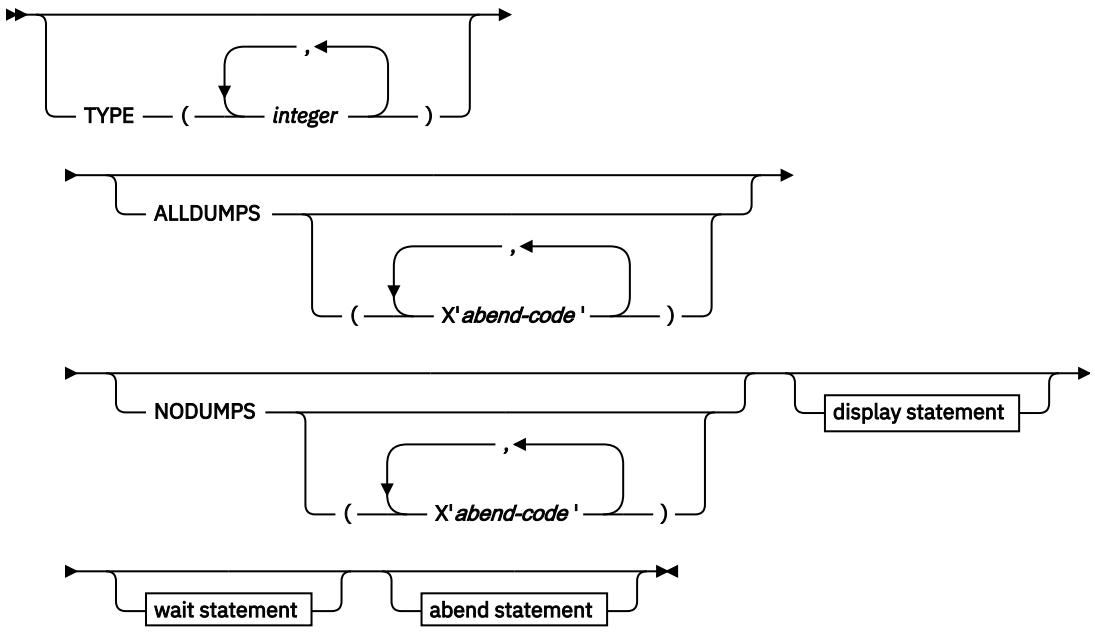 ,
TYPE ( integer )
ALLDUMPS
,
( X'abend-code ' )
NODUMPS
display statement
,
( X'abend-code ' )
wait statement abend statement